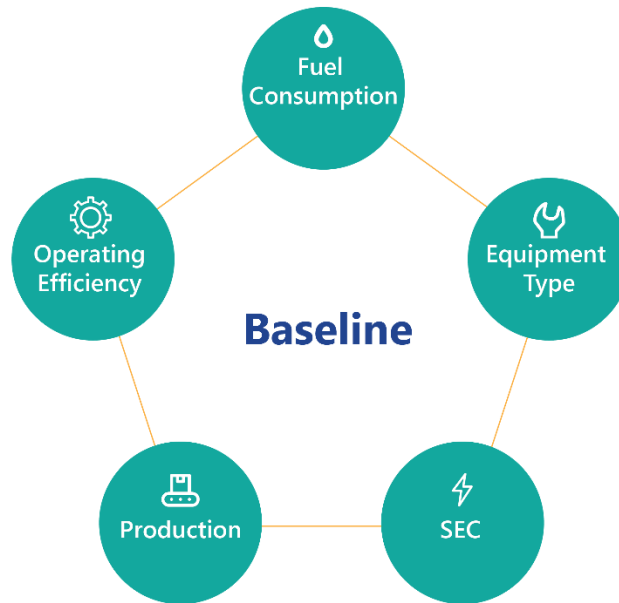 Fuel
Consumption
Operating
Efficiency
Equipment
Type
Baseline
Production
SEC